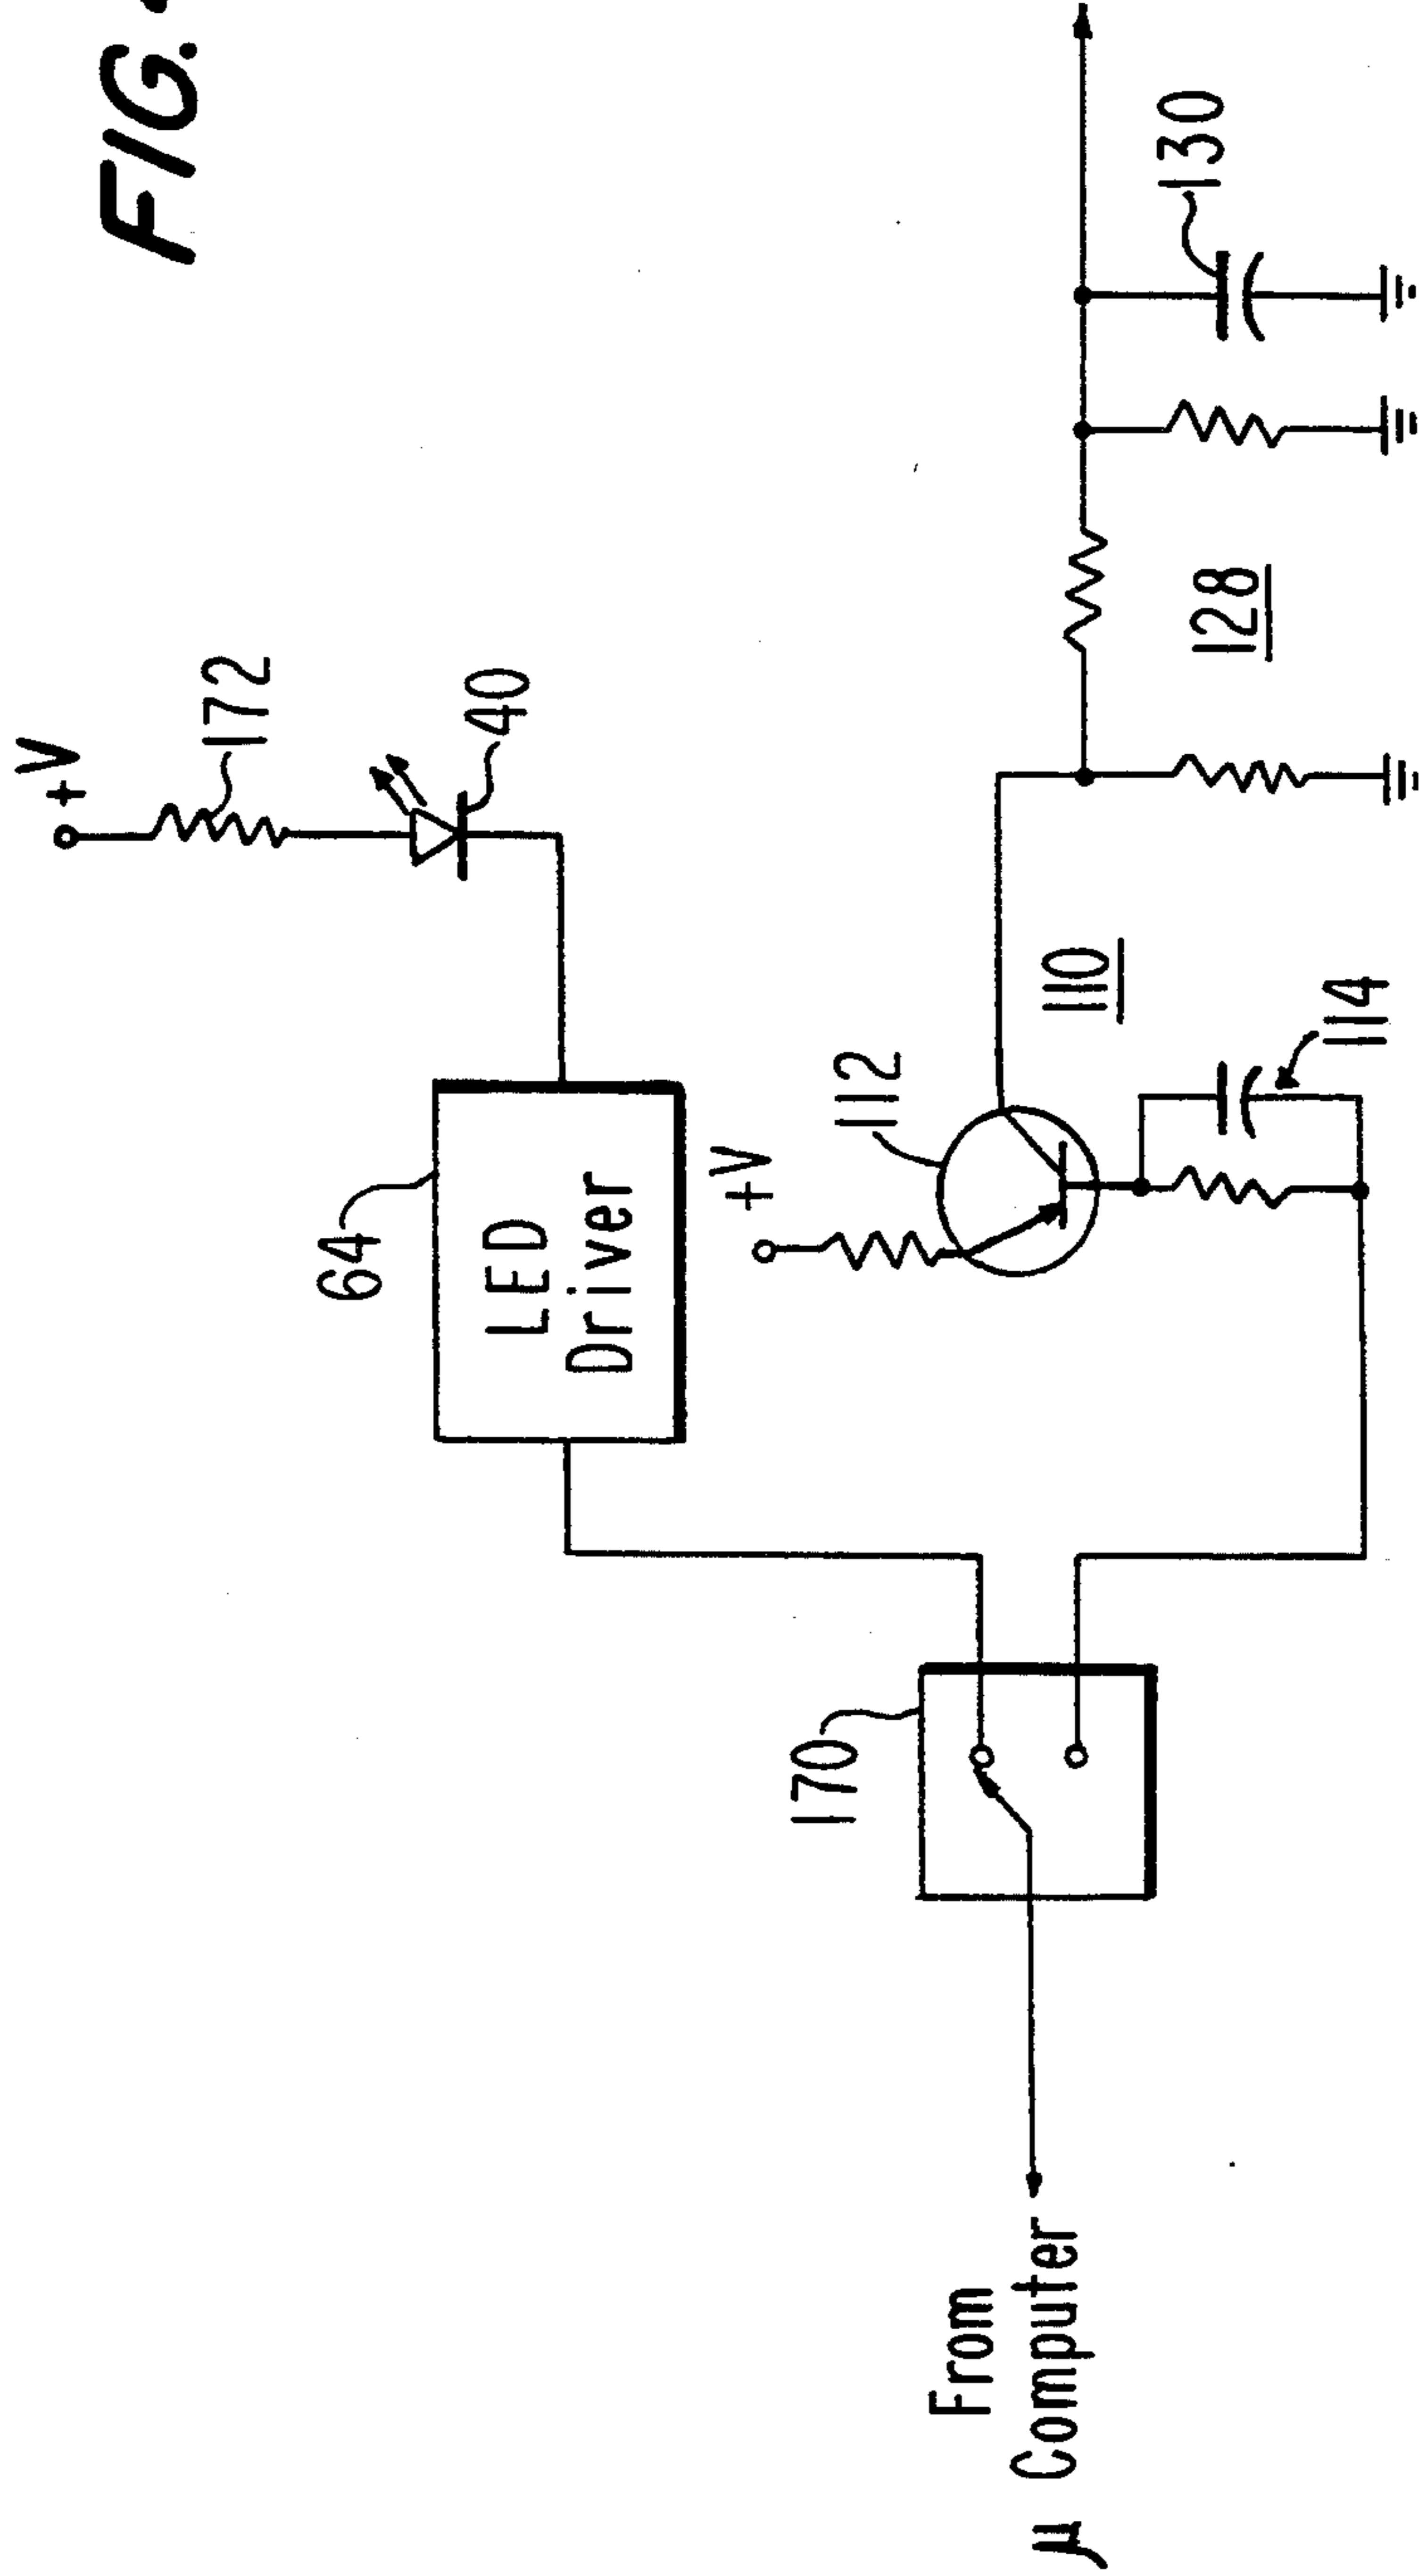 FIG.
+V
172
40
64
LED
Driver
+V
112
110
114
128
130
170
From
μ Computer